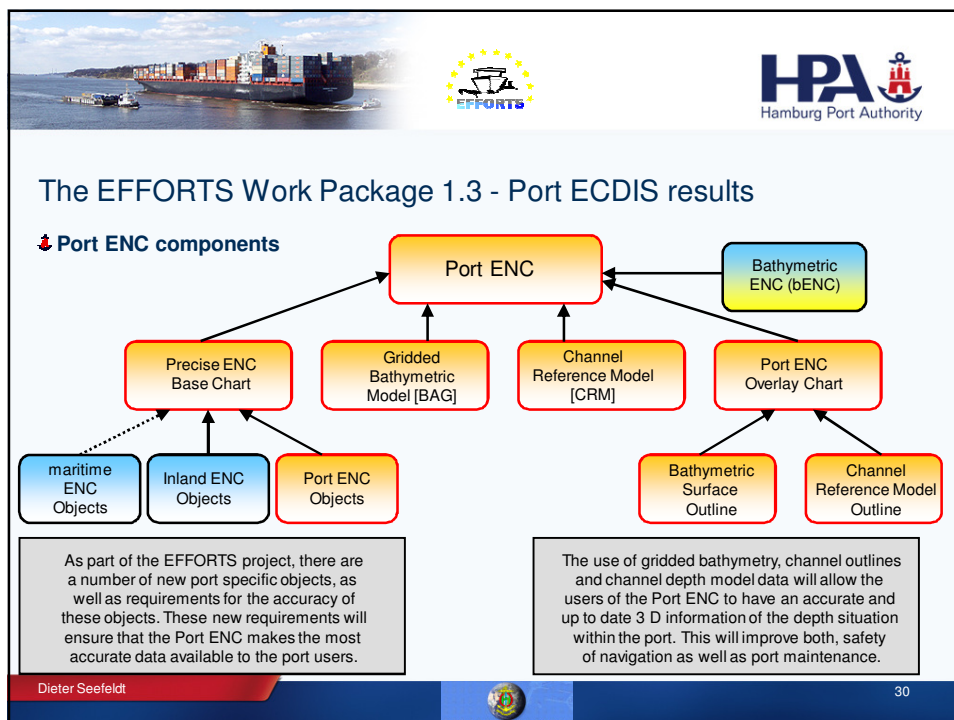 EFFORTS
HPA
Hamburg Port Authority
The EFFORTS Work Package 1.3 - Port ECDIS results
Port ENC components
Port ENC
Bathymetric
ENC (bENC)
Precise ENC
Base Chart
Gridded
Bathymetric
Model [BAG]
Channel
Reference Model
[CRM]
Port ENC
Overlay Chart
maritime
ENC
Objects
Inland ENC
Objects
Port ENC
Objects
Bathymetric
Surface
Outline
Channel
Reference Model
Outline
As part of the EFFORTS project, there are
a number of new port specific objects, as
well as requirements for the accuracy of
these objects. These new requirements will
ensure that the Port ENC makes the most
accurate data available to the port users.
The use of gridded bathymetry, channel outlines
and channel depth model data will allow the
users of the Port ENC to have an accurate and
up to date 3 D information of the depth situation
within the port. This will improve both, safety
of navigation as well as port maintenance.
Dieter Seefeldt
30